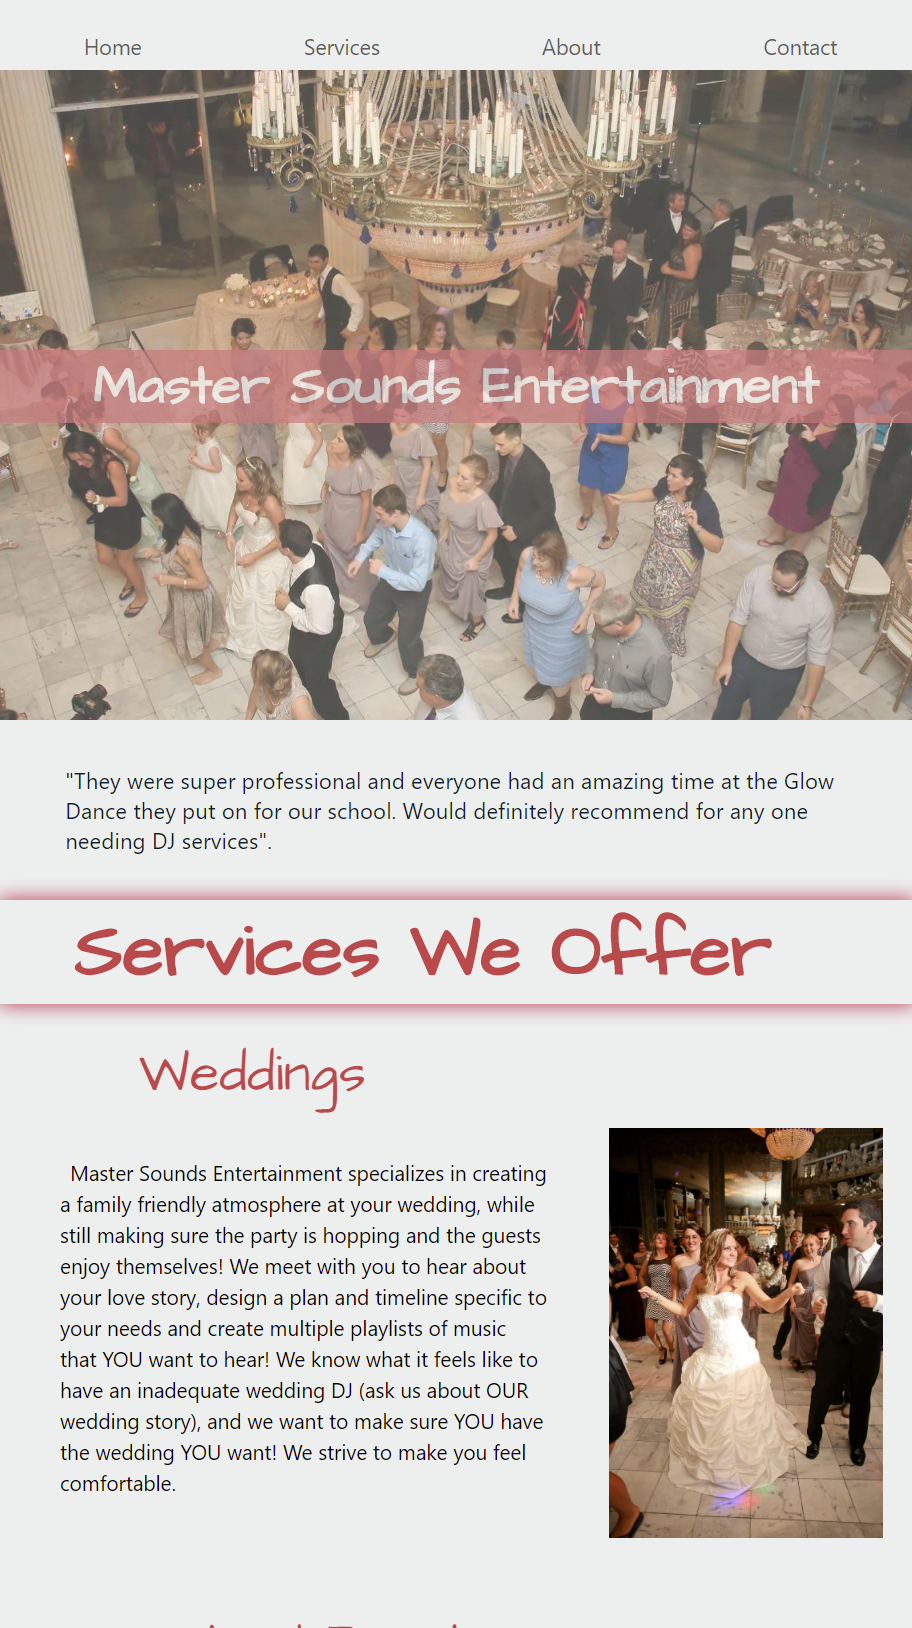 Home Services About Contact
Master Sounds Entertainment
"They were super professional and everyone had an amazing time at the Glow
Dance they put on for our school. Would definitely recommend for any one
needing DJ services".
Services We Offer
Weddings
Master Sounds Entertainment specializes in creating
a family friendly atmosphere at your wedding, while
still making sure the party is hopping and the guests
enjoy themselves! We meet with you to hear about
your love story, design a plan and timeline specific to
your needs and create multiple playlists of music
that YOU want to hear! We know what it feels like to
have an inadequate wedding DJ (ask us about OUR
wedding story), and we want to make sure YOU have
the wedding YOU want! We strive to make you feel
comfortable.